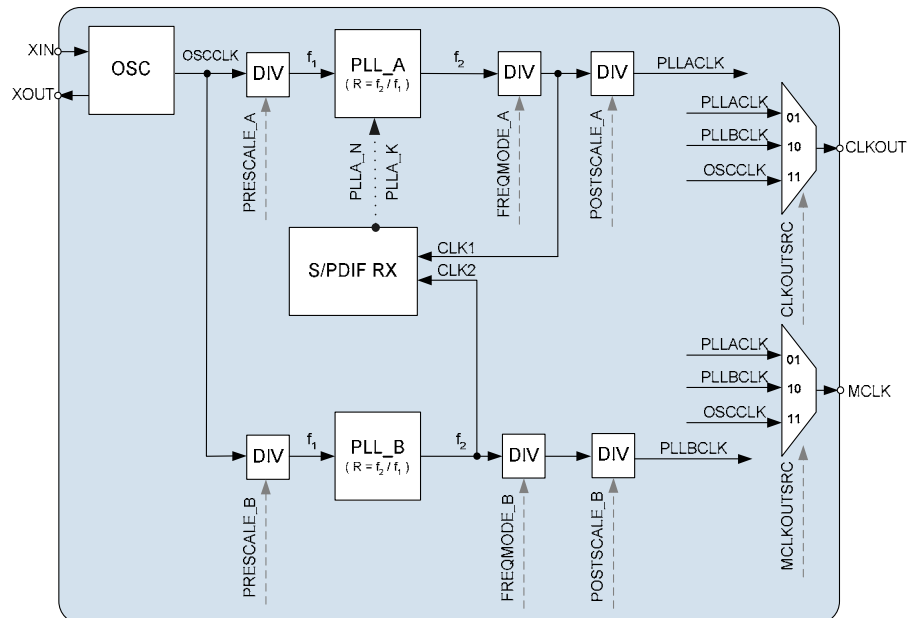 XIN
XOUT
OSC
OSCCLK
DIV
f1
PLL_A
( R = f2 / f1 )
f2
DIV
DIV
PLLACLK
PRESCALE_A
PLLA_N
PLLA_K
FREQMODE_A
POSTSCALE_A
PLLACLK
01
PLLBCLK
10
OSCCLK
11
CLKOUT
CLKOUTSRC
S/PDIF RX
CLK1
CLK2
PLLACLK
01
PLLBCLK
10
OSCCLK
11
MCLK
MCLKOUTSRC
DIV
f1
PLL_B
( R = f2 / f1 )
f2
DIV
DIV
PLLBCLK
PRESCALE_B
FREQMODE_B
POSTSCALE_B